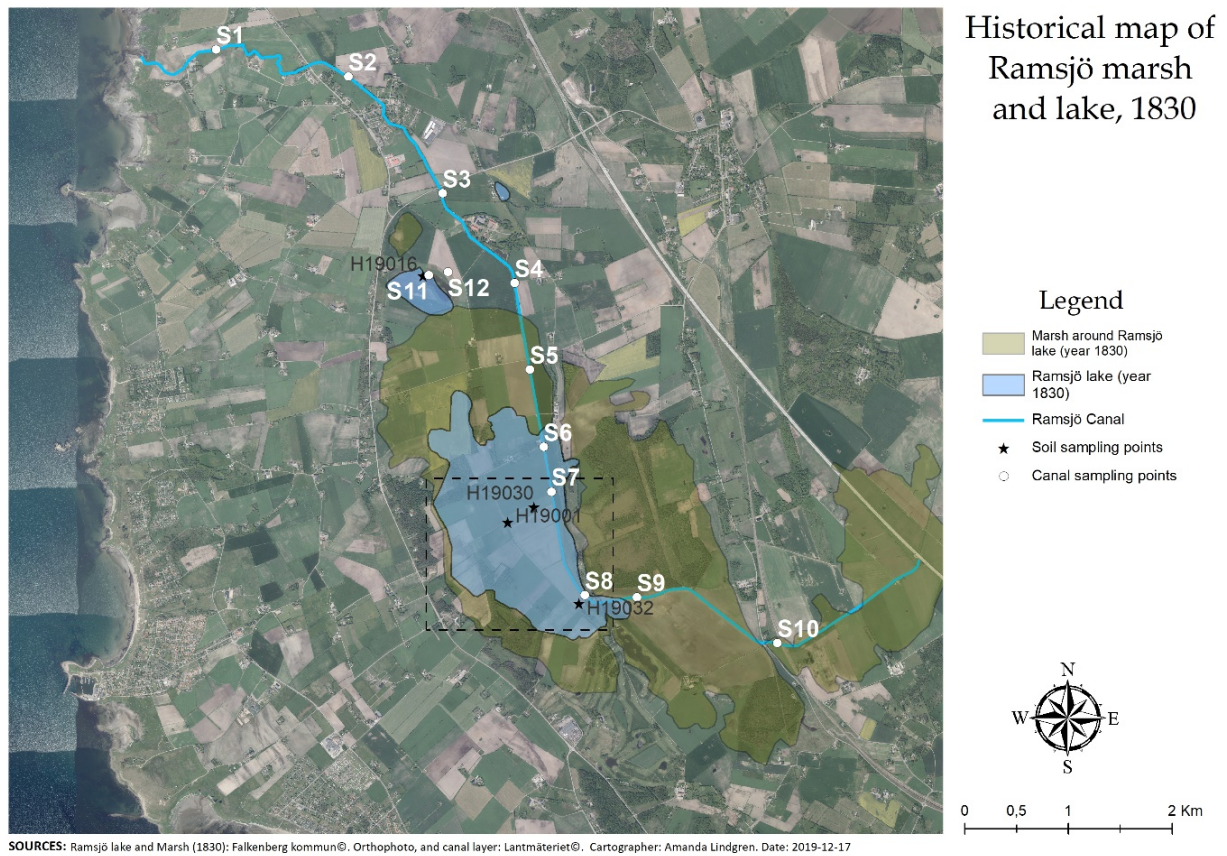 Historical map of
Ramsjö marsh
and lake, 1830
S1
S2
S3
H19016
S11
S12
S4
S5
S6
S7
H19030
H19001
S8
S9
H19032
S10
Legend
Marsh around Ramsjö
lake (year 1830)
Ramsjö lake (year
1830)
Ramsjö Canal
Soil sampling points
Canal sampling points
N
W
E
S
0 0,5 1 2 Km
SOURCES: Ramsjö lake and Marsh (1830): Falkenberg kommun©. Orthophoto, and canal layer: Lantmäteriet©. Cartographer: Amanda Lindgren. Date: 2019-12-17